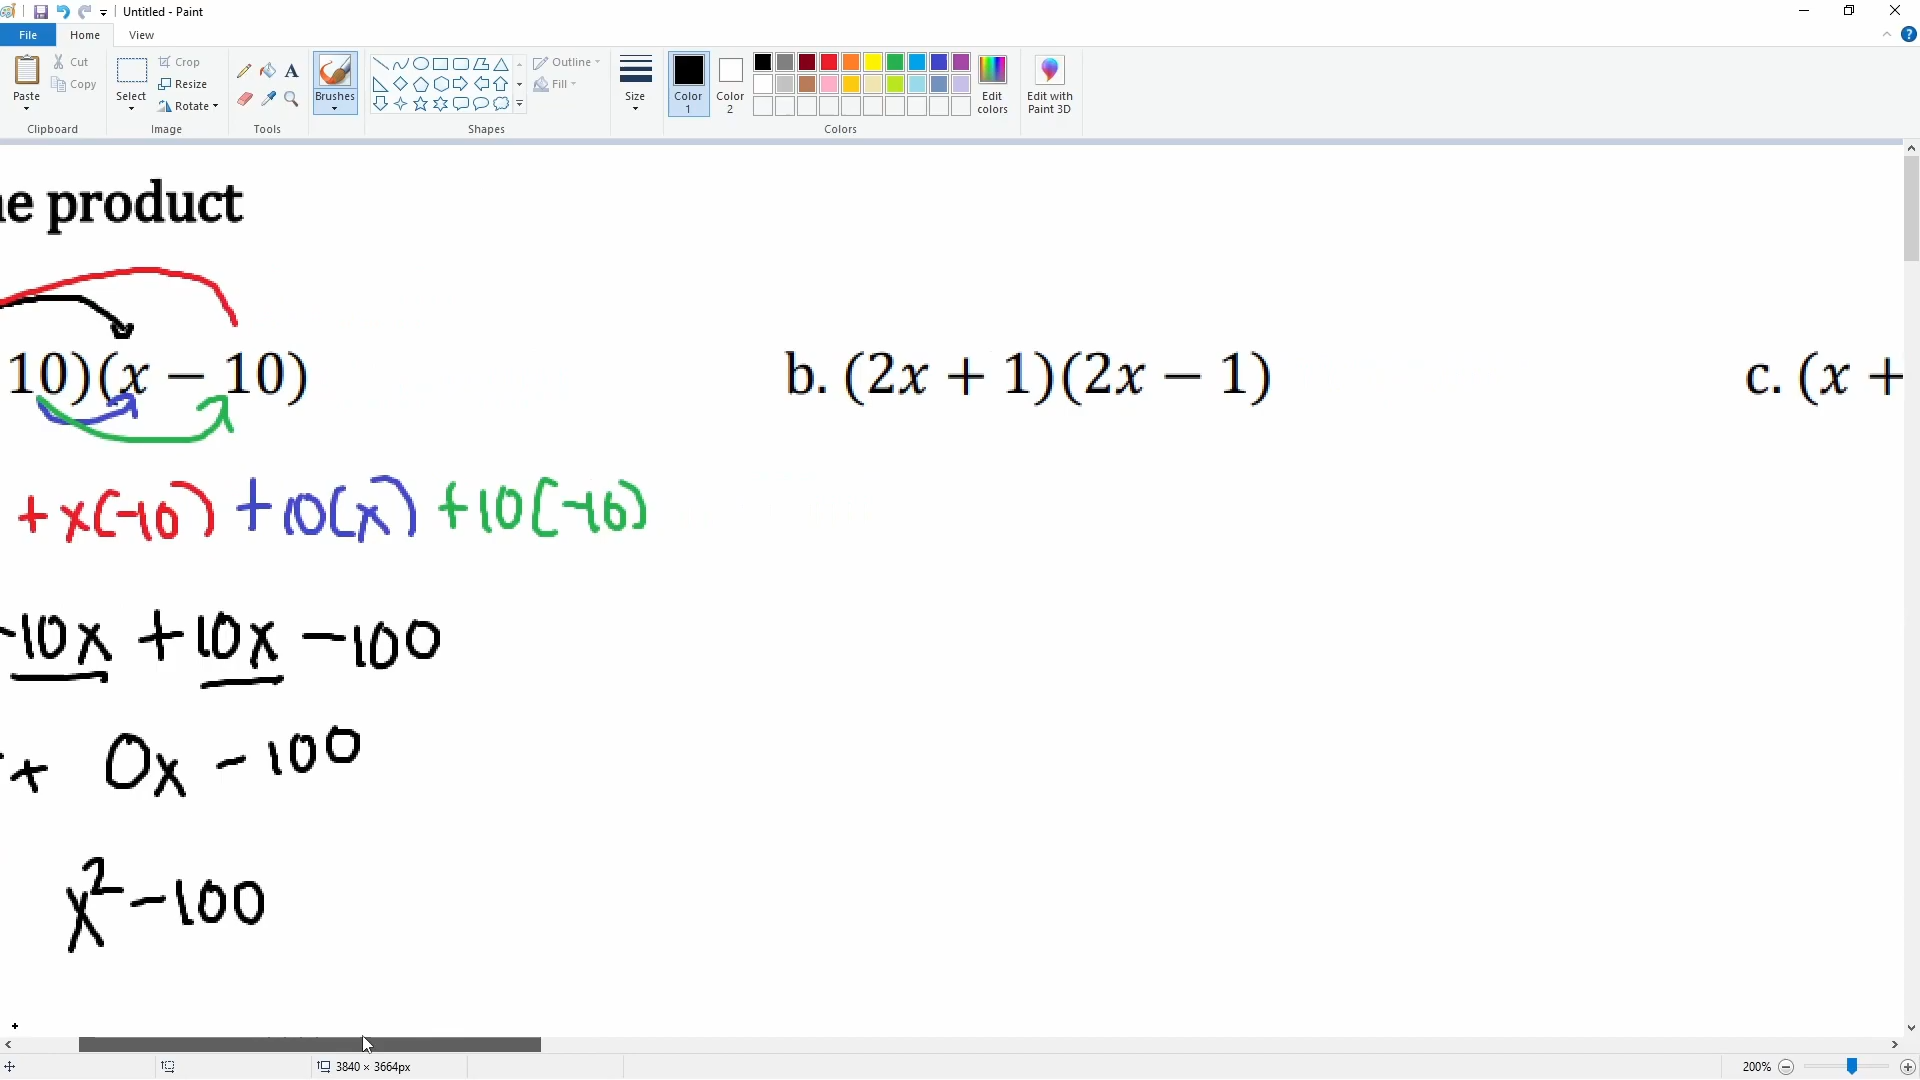 Untitled - Paint
File Home View
Paste
Cut
Copy
Clipboard
Select
Crop
Resize
Rotate
Image
Tools
Brushes
Outline
Fill
Shapes
Size
Color 1
Color 2
Edit colors
Colors
Edit with Paint 3D
e product
10)(x − 10)
b. (2x + 1)(2x − 1)
c. (x +
+x(-10) +10(x) +10(-10)
-10x +10x -100
+ 0x -100
x² -100
3840 × 3664px
200%